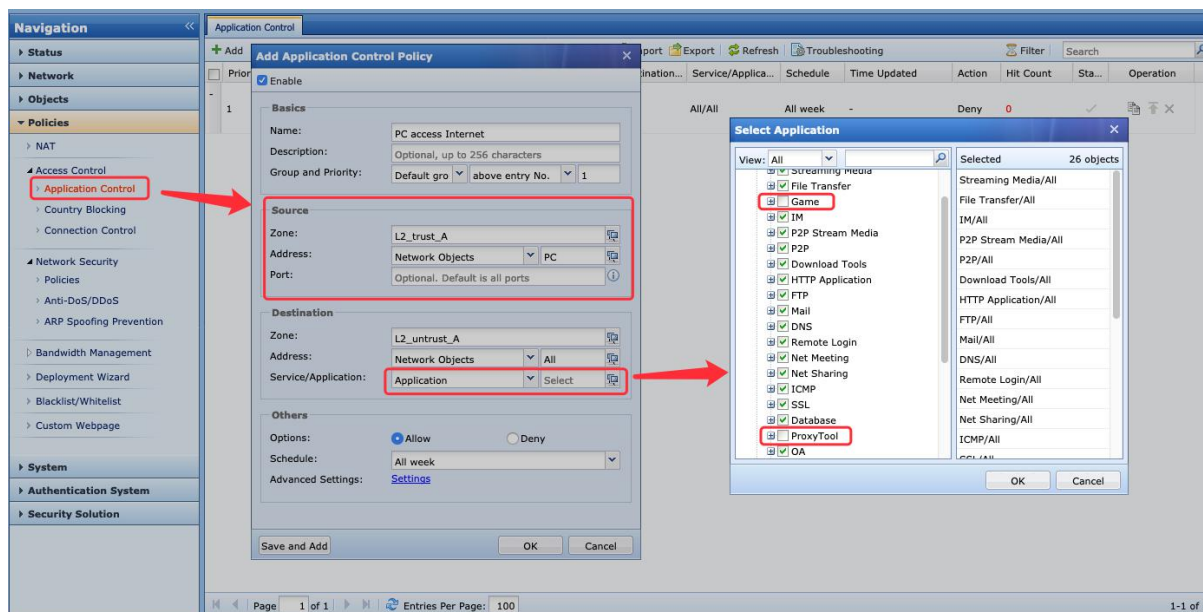 Navigation
Status
Network
Objects
Policies
NAT
Access Control
Application Control
Country Blocking
Connection Control
Network Security
Policies
Anti-DoS/DDoS
ARP Spoofing Prevention
Bandwidth Management
Deployment Wizard
Blacklist/Whitelist
Custom Webpage
System
Authentication System
Security Solution
Application Control
Add
Export Refresh Troubleshooting Filter Search
Service/Applica... Schedule Time Updated Action Hit Count Sta... Operation
1 All/All All week - Deny 0
Add Application Control Policy
Enable
Basics
Name: PC access Internet
Description: Optional, up to 256 characters
Group and Priority: Default gro above entry No. 1
Source
Zone: L2_trust_A
Address: Network Objects PC
Port: Optional. Default is all ports
Destination
Zone: L2_untrust_A
Address: Network Objects All
Service/Application: Application Select
Others
Options: Allow Deny
Schedule: All week
Advanced Settings: Settings
Save and Add OK Cancel
Select Application
View: All
Streaming Media
File Transfer
Game
IM
P2P Stream Media
P2P
Download Tools
HTTP Application
FTP
Mail
DNS
Remote Login
Net Meeting
Net Sharing
ICMP
SSL
Database
ProxyTool
OA
Selected 26 objects
Streaming Media/All
File Transfer/All
IM/All
P2P Stream Media/All
P2P/All
Download Tools/All
HTTP Application/All
FTP/All
Mail/All
DNS/All
Remote Login/All
Net Meeting/All
Net Sharing/All
ICMP/All
SSL/All
OK Cancel
Page 1 of 1 Entries Per Page: 100 1-1 of